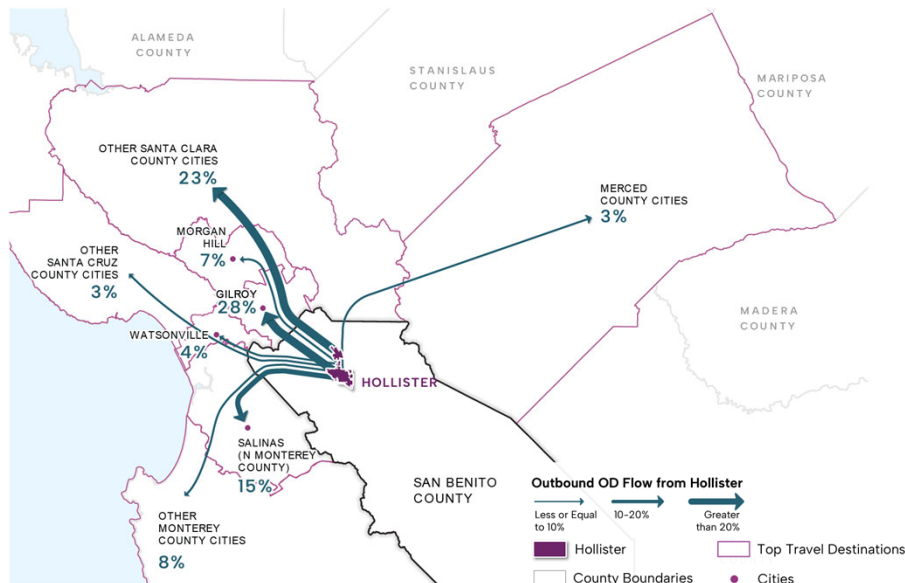 ALAMEDA
COUNTY
STANISLAUS
COUNTY
MARIPOSA
COUNTY
OTHER SANTA CLARA
COUNTY CITIES
23%
MERCED
COUNTY CITIES
3%
MORGAN
HILL
7%
OTHER
SANTA CRUZ
COUNTY CITIES
3%
GILROY
28%
MADERA
COUNTY
WATSONVILLE
4%
HOLLISTER
SALINAS
(N MONTEREY
COUNTY)
15%
SAN BENITO
COUNTY
OTHER
MONTEREY
COUNTY CITIES
8%
Outbound OD Flow from Hollister
Less or Equal
to 10%
10-20%
Greater
than 20%
Hollister
Top Travel Destinations
County Boundaries
Cities